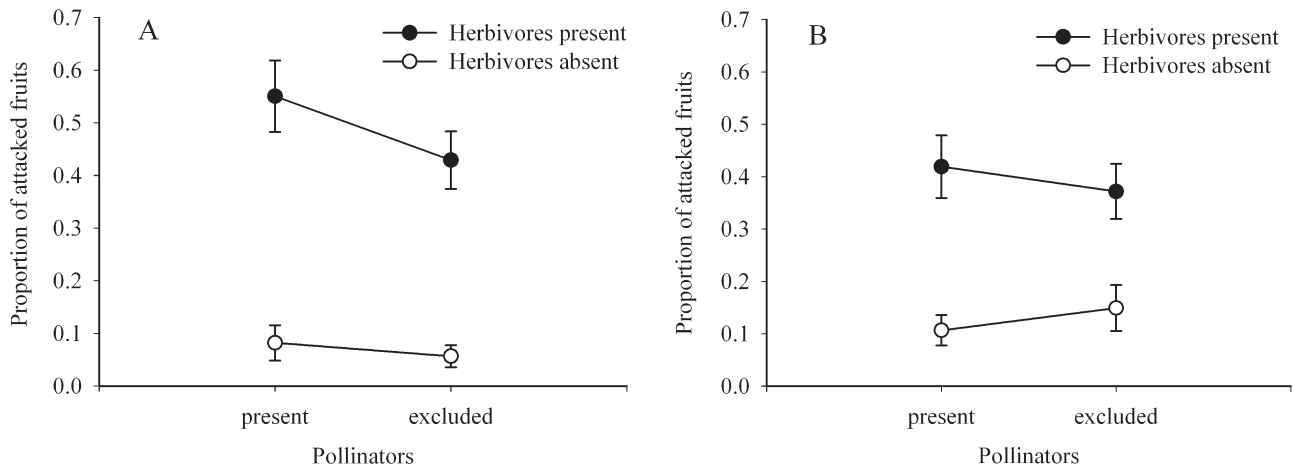 A
Herbivores present
Herbivores absent
Proportion of attacked fruits
0.7
0.6
0.5
0.4
0.3
0.2
0.1
0.0
present excluded
Pollinators
B
Herbivores present
Herbivores absent
Proportion of attacked fruits
0.7
0.6
0.5
0.4
0.3
0.2
0.1
0.0
present excluded
Pollinators